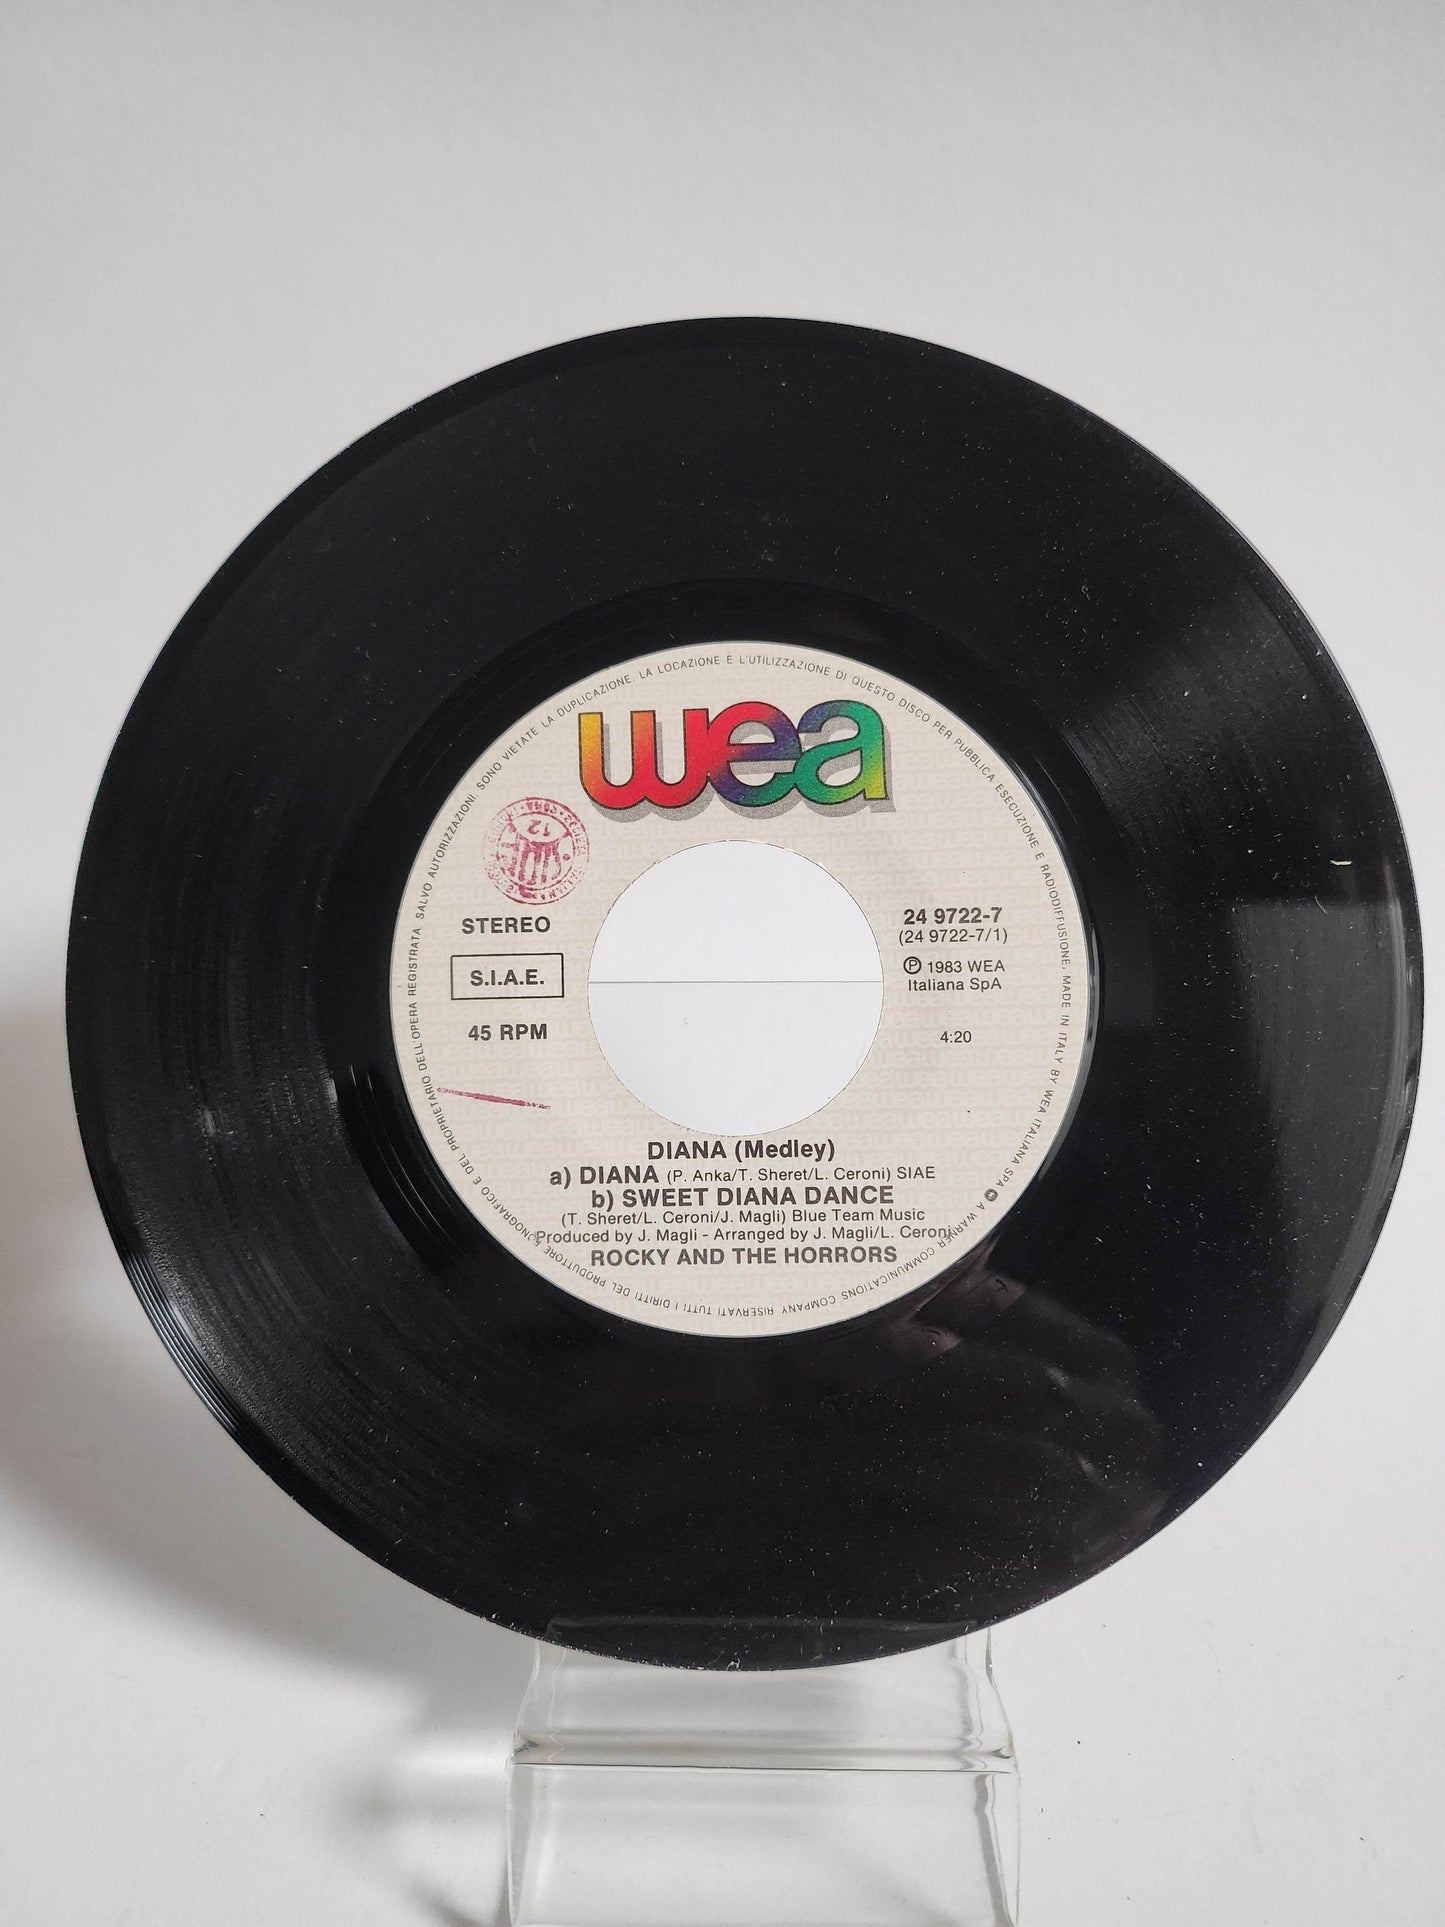 SALVO AUTORIZZAZIONI. SONO VIETATE LA DUPLICAZIONE, LA LOCAZIONE E L'UTILIZZAZIONE DI QUESTO DISCO PER PUBBLICA ESECUZIONE E RADIODIFFUSIONE. MADE IN ITALY BY WEA ITALIANA SPA
A WARNER COMMUNICATIONS COMPANY RISERVATI TUTTI I DIRITTI DEL PRODUTTORE FONOGRAFICO E DEL PROPRIETARIO DELL'OPERA REGISTRATA.
wea
12
STEREO
S.I.A.E.
45 RPM
24 9722-7
(24 9722-7/1)
Ⓟ 1983 WEA
Italiana SpA
4:20
DIANA (Medley)
a) DIANA (P. Anka/T. Sheret/L. Ceroni) SIAE
b) SWEET DIANA DANCE
(T. Sheret/L. Ceroni/J. Magli) Blue Team Music
Produced by J. Magli - Arranged by J. Magli/L. Ceroni
ROCKY AND THE HORRORS